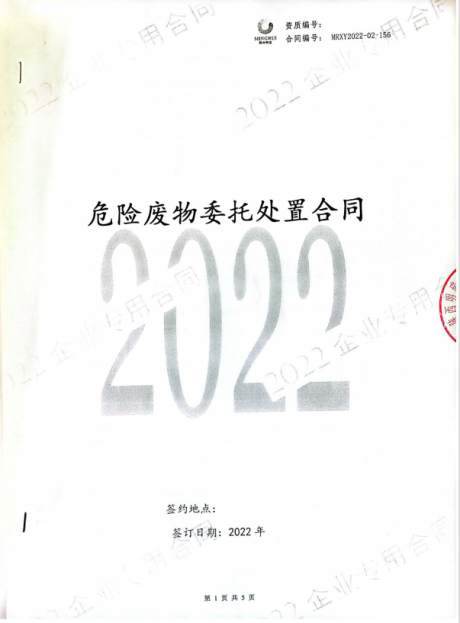 MINGRUI
资质编号：
合同编号： MRXY2022-02-156
2022 企业专用合同
危险废物委托处置合同
2022
2022 企业专用合同
2022 企业专用合同
签约地点：
签订日期：2022 年
2022 企业专用合同
第 1 页 共 5 页